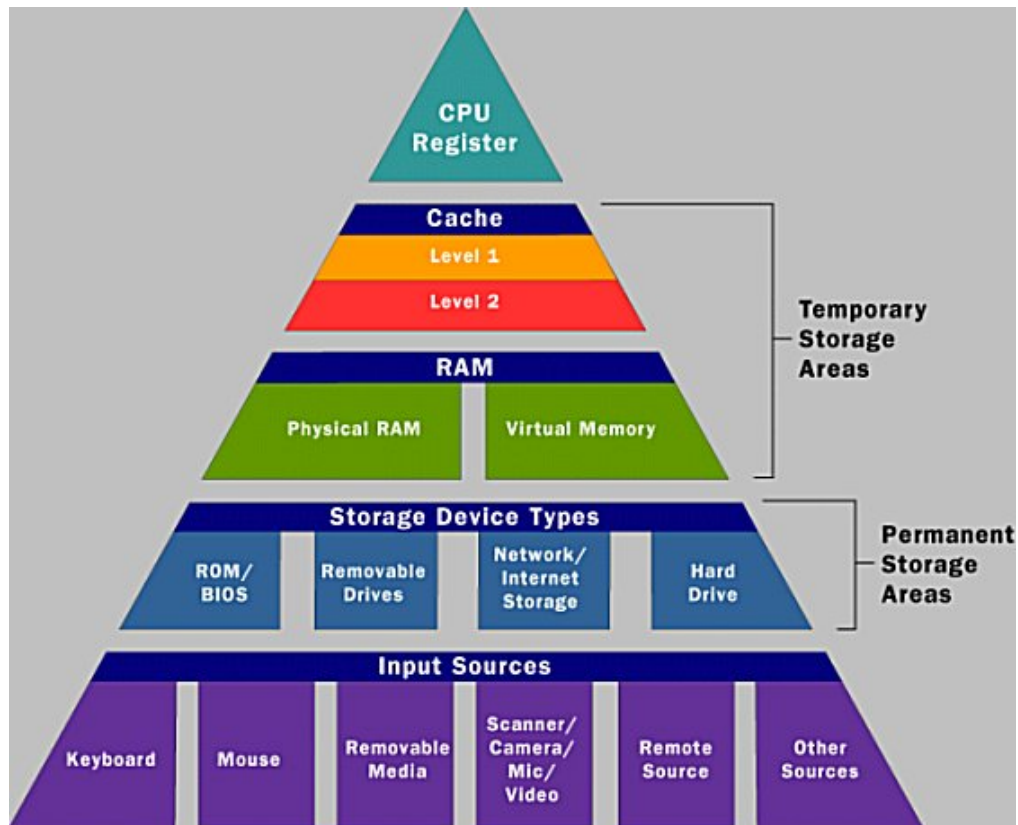 CPU
Register
Cache
Level 1
Level 2
Temporary
Storage
Areas
RAM
Physical RAM
Virtual Memory
Storage Device Types
ROM/
BIOS
Removable
Drives
Network/
Internet
Storage
Hard
Drive
Permanent
Storage
Areas
Input Sources
Keyboard
Mouse
Removable
Media
Scanner/
Camera/
Mic/
Video
Remote
Source
Other
Sources